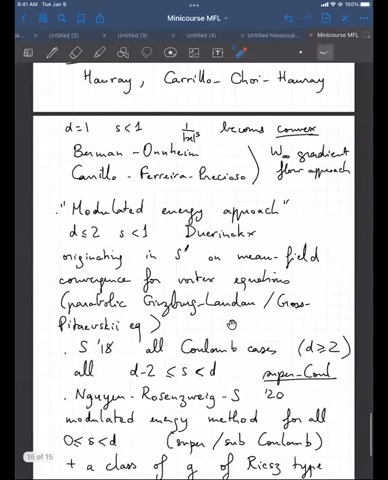 9:41 AM Tue Jan 9
100%
Minicourse MFL
Untitled (2)
Untitled (3)
Untitled (4)
Untitled Notebook...
Minicourse MFL
Hauray, Carrillo-Choi-Hauray
d=1 s<1 1/|x|^s becomes convex
Berman-Onnheim
Carrillo-Ferreira-Precioso
W∞ gradient
flow approach
. "Modulated energy approach"
d≤2 s<1 Duerinckx
originating in S' on mean-field
convergence for vortex equations
(parabolic Ginzburg-Landau / Gross-
Pitaevskii eq)
. S '18 all Coulomb cases (d≥2)
all d-2≤s<d super-Coul
. Nguyen-Rosenzweig-S '20
modulated energy method for all
0≤s<d (super/sub Coulomb)
+ a class of g of Riesz type
15 of 15